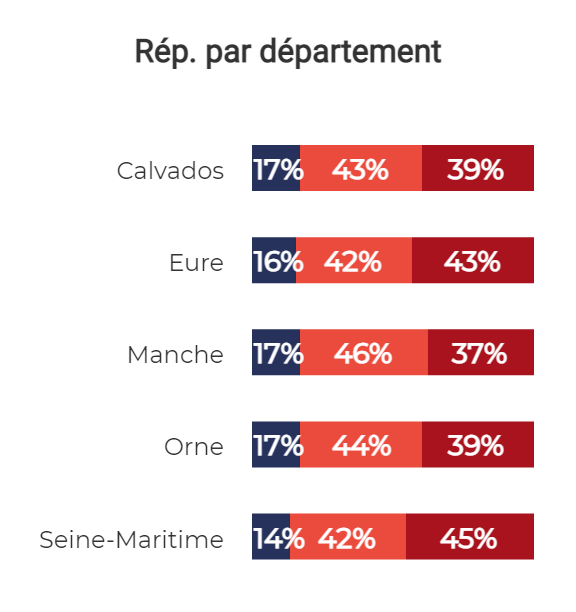 Rép. par département
Calvados 17% 43% 39%
Eure 16% 42% 43%
Manche 17% 46% 37%
Orne 17% 44% 39%
Seine-Maritime 14% 42% 45%